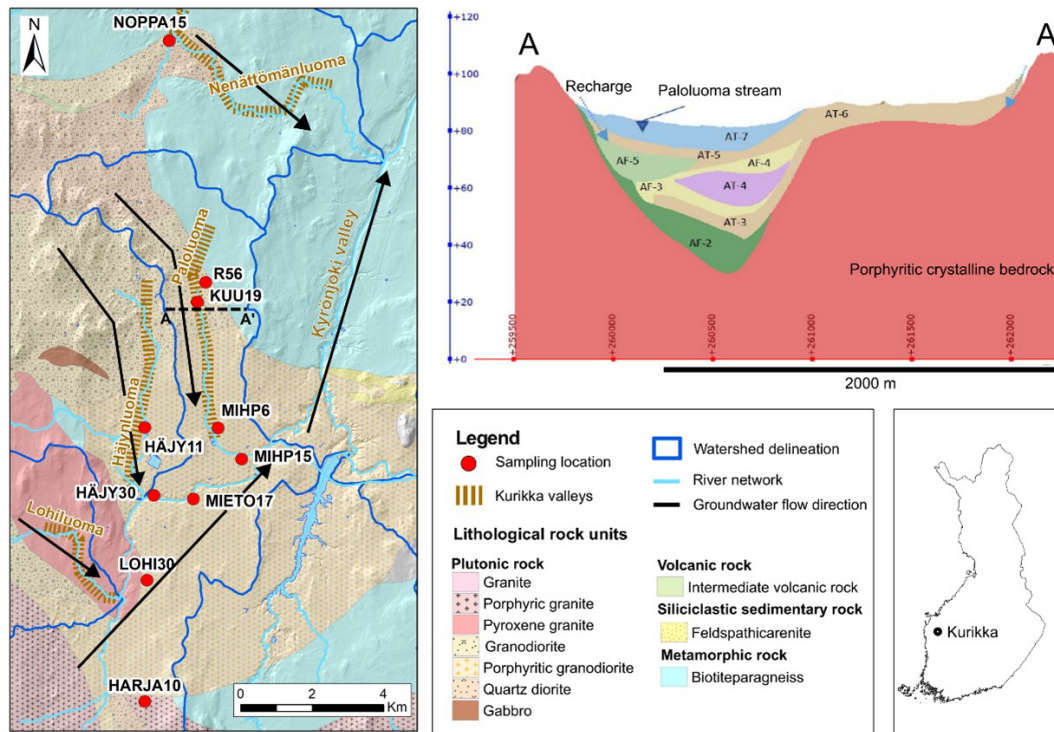 N
NOPPA15
Nenättömänluoma
Kyrönjoki valley
Paloluoma
R56
KUU19
A
A'
Häjynluoma
MIHP6
HÄJY11
MIHP15
HÄJY30
MIETO17
Lohiluoma
LOHI30
HARJA10
0 2 4
Km
+120
+100
+80
+60
+40
+20
+0
A
A
Recharge
Paloluoma stream
AT-7
AT-6
AT-5
AF-5
AF-4
AF-3
AT-4
AT-3
AF-2
Porphyritic crystalline bedrock
+259500
+260000
+260500
+261000
+261500
+262000
2000 m
Legend
Sampling location
Kurikka valleys
Watershed delineation
River network
Groundwater flow direction
Lithological rock units
Plutonic rock
Granite
Porphyric granite
Pyroxene granite
Granodiorite
Porphyritic granodiorite
Quartz diorite
Gabbro
Volcanic rock
Intermediate volcanic rock
Siliciclastic sedimentary rock
Feldspathicarenite
Metamorphic rock
Biotiteparagneiss
Kurikka